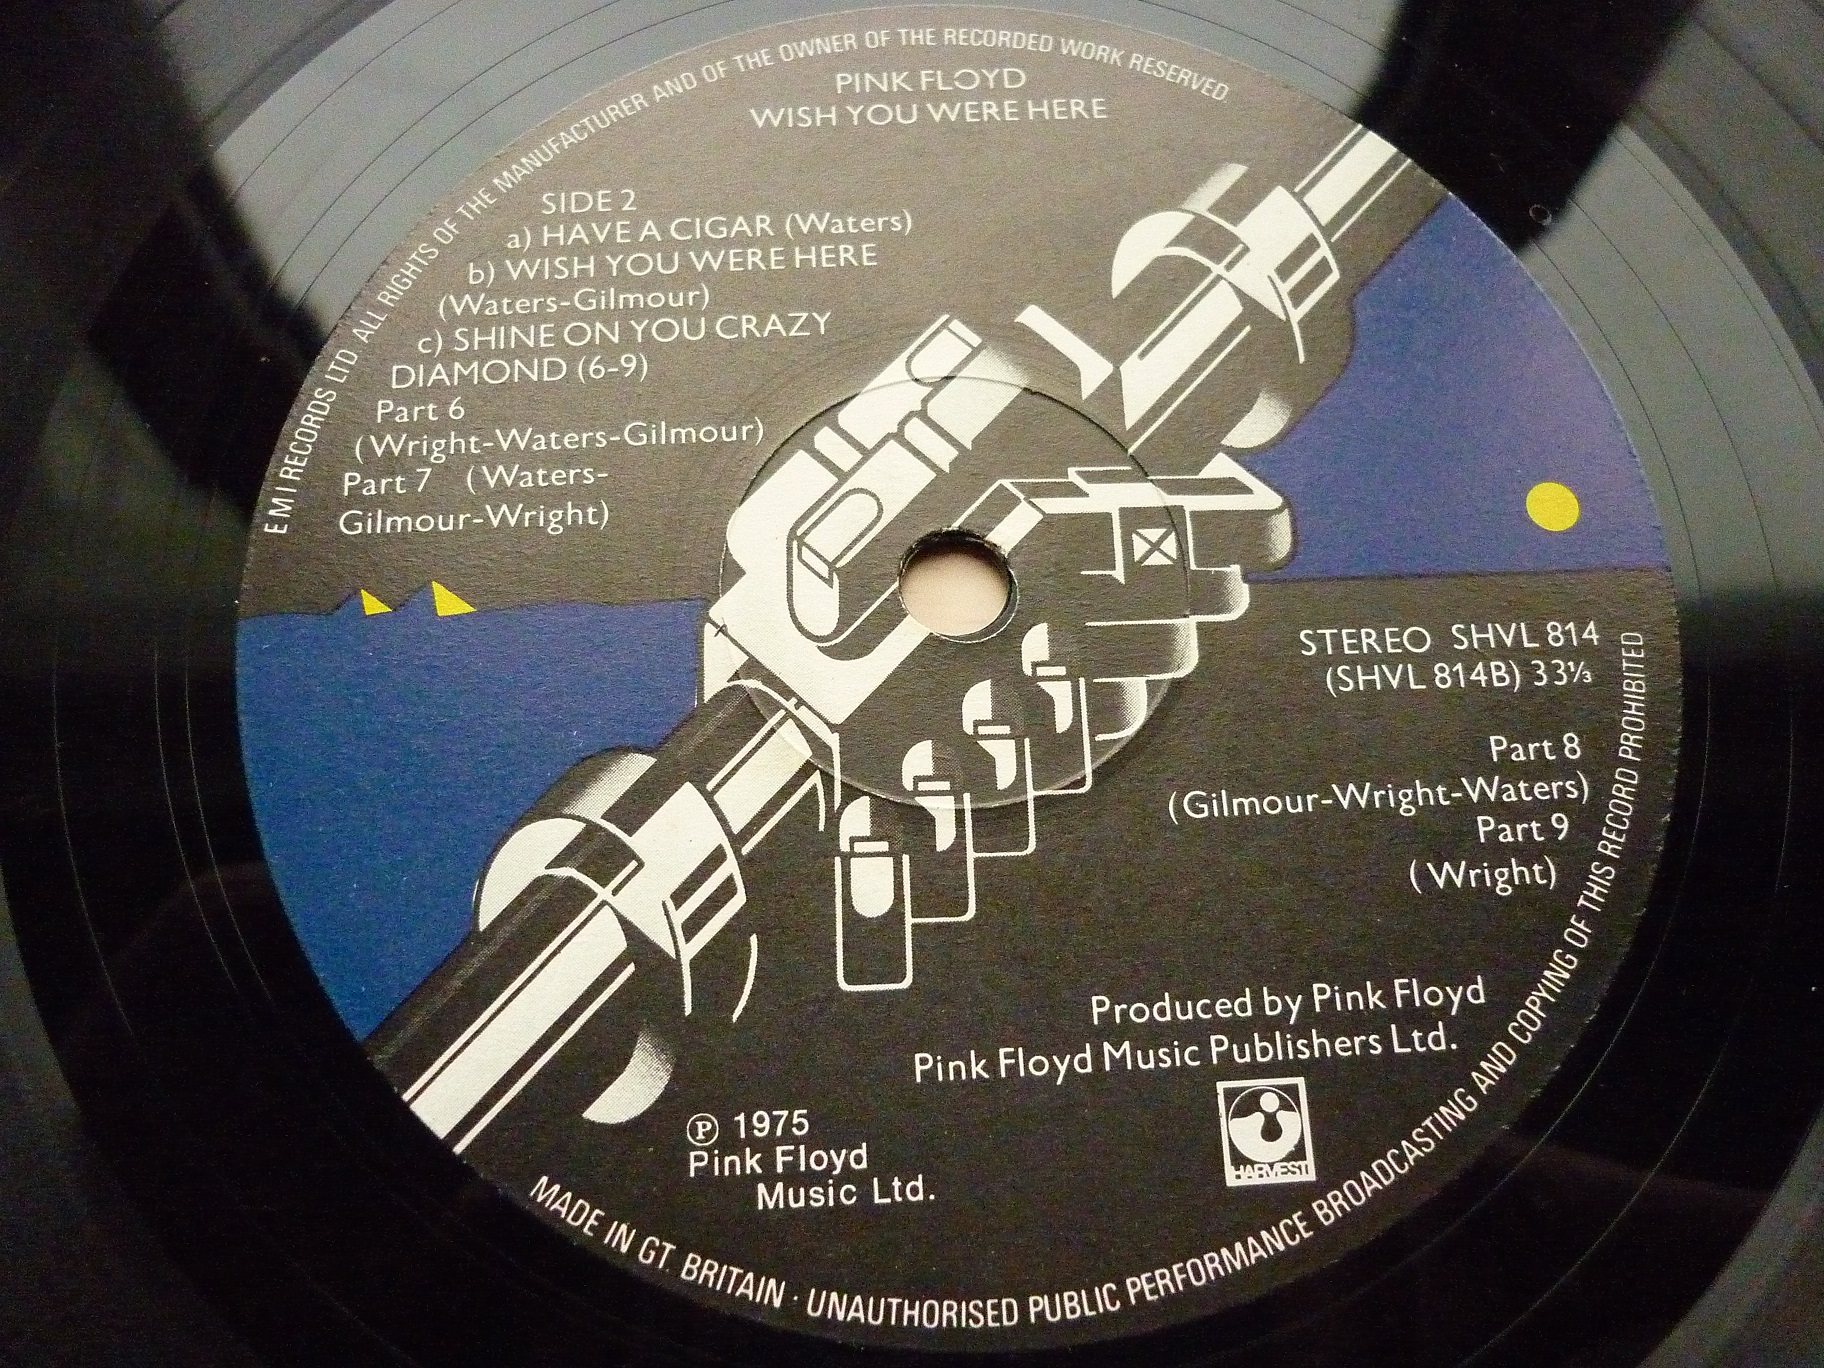 E M I RECORDS LTD. ALL RIGHTS OF THE MANUFACTURER AND OF THE OWNER OF THE RECORDED WORK RESERVED.
PINK FLOYD
WISH YOU WERE HERE
SIDE 2
a) HAVE A CIGAR (Waters)
b) WISH YOU WERE HERE
(Waters-Gilmour)
c) SHINE ON YOU CRAZY
DIAMOND (6-9)
Part 6
(Wright-Waters-Gilmour)
Part 7 (Waters-
Gilmour-Wright)
STEREO SHVL 814
(SHVL 814B) 33⅓
Part 8
(Gilmour-Wright-Waters)
Part 9
(Wright)
Produced by Pink Floyd
Pink Floyd Music Publishers Ltd.
℗ 1975
Pink Floyd
Music Ltd.
HARVEST
MADE IN GT. BRITAIN · UNAUTHORISED PUBLIC PERFORMANCE BROADCASTING AND COPYING OF THIS RECORD PROHIBITED